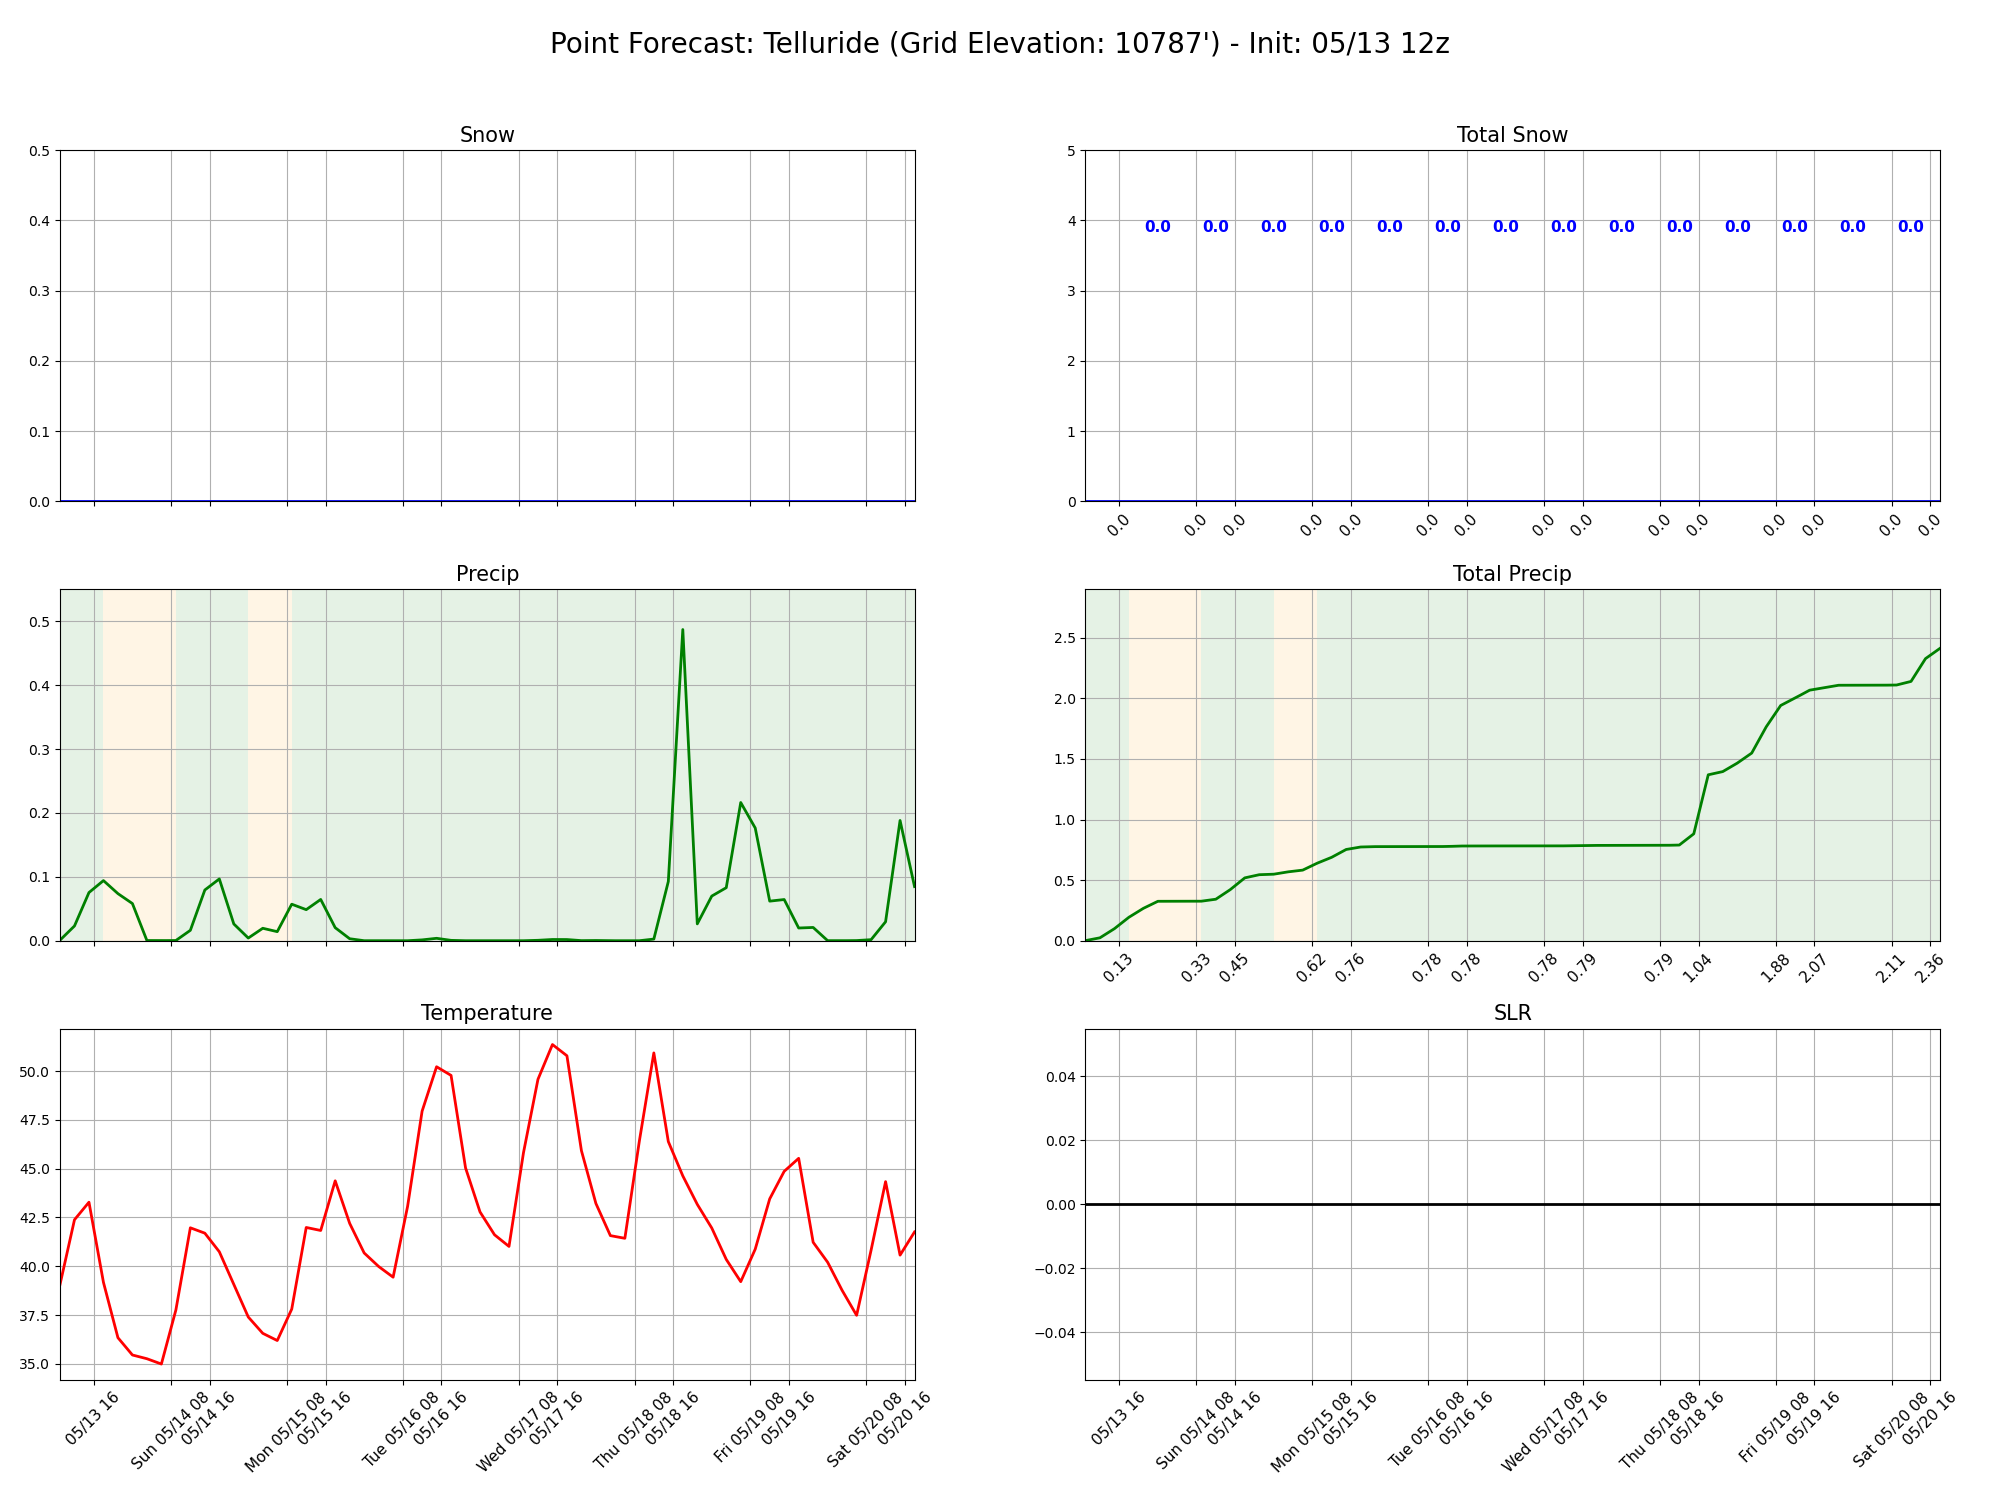 Point Forecast: Telluride (Grid Elevation: 10787') - Init: 05/13 12z
Snow
0.5
0.4
0.3
0.2
0.1
0.0
Total Snow
5
4
3
2
1
0
0.0 0.0 0.0 0.0 0.0 0.0 0.0 0.0 0.0 0.0 0.0 0.0 0.0 0.0
0.0 0.0 0.0 0.0 0.0 0.0 0.0 0.0 0.0 0.0 0.0 0.0 0.0 0.0 0.0
Precip
0.5
0.4
0.3
0.2
0.1
0.0
Total Precip
2.5
2.0
1.5
1.0
0.5
0.0
0.13 0.33 0.45 0.62 0.76 0.78 0.78 0.78 0.79 0.79 1.04 1.88 2.07 2.11 2.36
Temperature
50.0
47.5
45.0
42.5
40.0
37.5
35.0
05/13 16
Sun 05/14 08
05/14 16
Mon 05/15 08
05/15 16
Tue 05/16 08
05/16 16
Wed 05/17 08
05/17 16
Thu 05/18 08
05/18 16
Fri 05/19 08
05/19 16
Sat 05/20 08
05/20 16
SLR
0.04
0.02
0.00
−0.02
−0.04
05/13 16
Sun 05/14 08
05/14 16
Mon 05/15 08
05/15 16
Tue 05/16 08
05/16 16
Wed 05/17 08
05/17 16
Thu 05/18 08
05/18 16
Fri 05/19 08
05/19 16
Sat 05/20 08
05/20 16